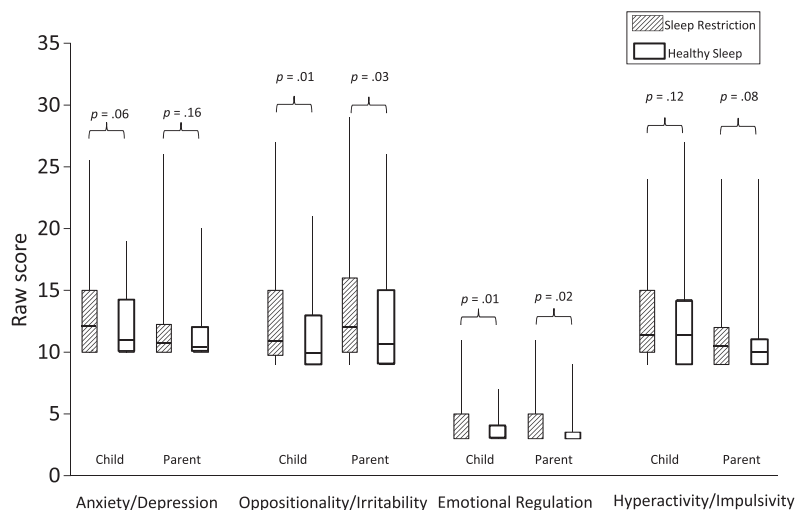 Sleep Restriction
Healthy Sleep
35
30
25
20
15
10
5
0
Raw score
p = .06
p = .16
p = .01
p = .03
p = .01
p = .02
p = .12
p = .08
Child Parent Child Parent Child Parent Child Parent
Anxiety/Depression Oppositionality/Irritability Emotional Regulation Hyperactivity/Impulsivity